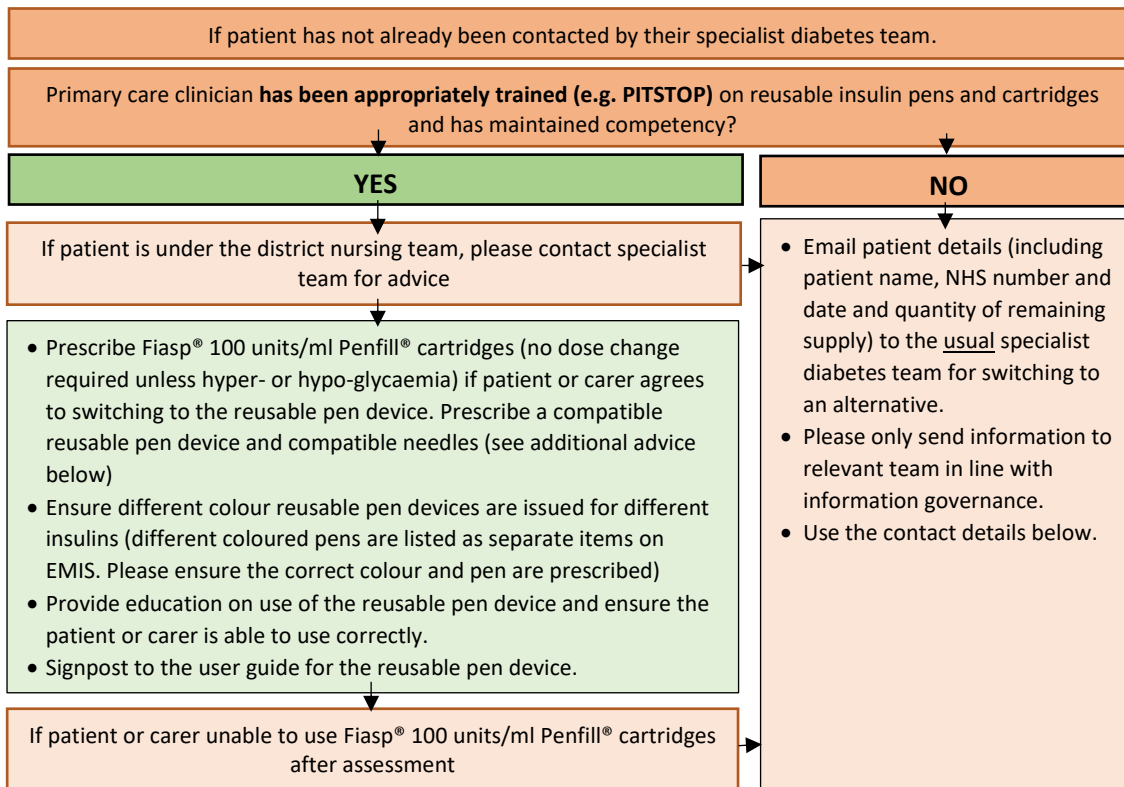 If patient has not already been contacted by their specialist diabetes team.
Primary care clinician has been appropriately trained (e.g. PITSTOP) on reusable insulin pens and cartridges
and has maintained competency?
YES
If patient is under the district nursing team, please contact specialist
team for advice
• Prescribe Fiasp® 100 units/ml Penfill® cartridges (no dose change
required unless hyper- or hypo-glycaemia) if patient or carer agrees
to switching to the reusable pen device. Prescribe a compatible
reusable pen device and compatible needles (see additional advice
below)
• Ensure different colour reusable pen devices are issued for different
insulins (different coloured pens are listed as separate items on
EMIS. Please ensure the correct colour and pen are prescribed)
• Provide education on use of the reusable pen device and ensure the
patient or carer is able to use correctly.
• Signpost to the user guide for the reusable pen device.
If patient or carer unable to use Fiasp® 100 units/ml Penfill® cartridges
after assessment
NO
• Email patient details (including
patient name, NHS number and
date and quantity of remaining
supply) to the usual specialist
diabetes team for switching to
an alternative.
• Please only send information to
relevant team in line with
information governance.
• Use the contact details below.